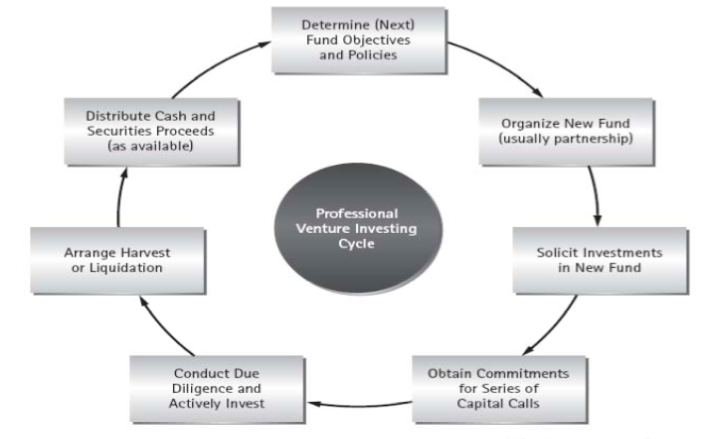 Determine (Next)
Fund Objectives
and Policies
Organize New Fund
(usually partnership)
Solicit Investments
in New Fund
Obtain Commitments
for Series of
Capital Calls
Conduct Due
Diligence and
Actively Invest
Arrange Harvest
or Liquidation
Distribute Cash and
Securities Proceeds
(as available)
Professional
Venture Investing
Cycle